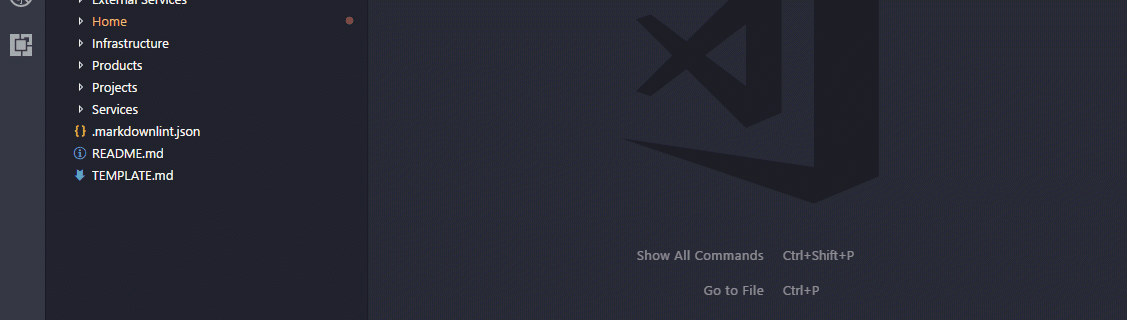 External Services
Home
Infrastructure
Products
Projects
Services
.markdownlint.json
README.md
TEMPLATE.md
Show All Commands Ctrl+Shift+P
Go to File Ctrl+P